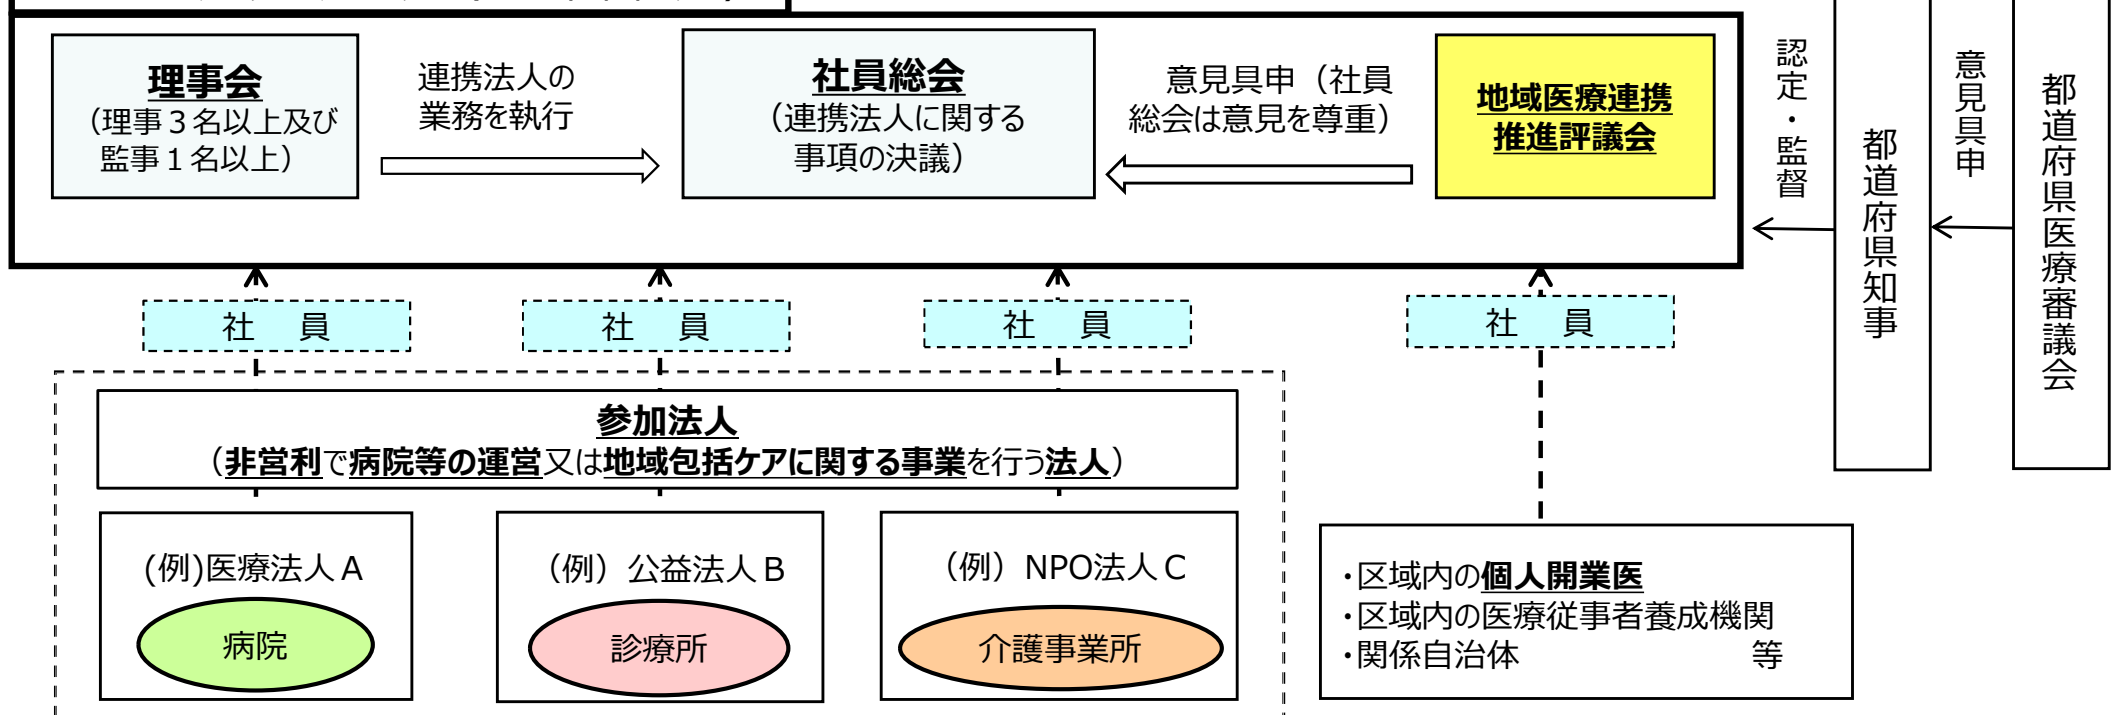 理事会
（理事３名以上及び
監事１名以上）
連携法人の
業務を執行
社員総会
（連携法人に関する
事項の決議）
意見具申（社員
総会は意見を尊重）
地域医療連携
推進評議会
認定・監督
都道府県知事
意見具申
都道府県医療審議会
社　員
社　員
社　員
社　員
参加法人
（非営利で病院等の運営又は地域包括ケアに関する事業を行う法人）
(例)医療法人Ａ
病院
（例）公益法人Ｂ
診療所
（例）NPO法人Ｃ
介護事業所
・区域内の個人開業医
・区域内の医療従事者養成機関
・関係自治体　　　　　　　等